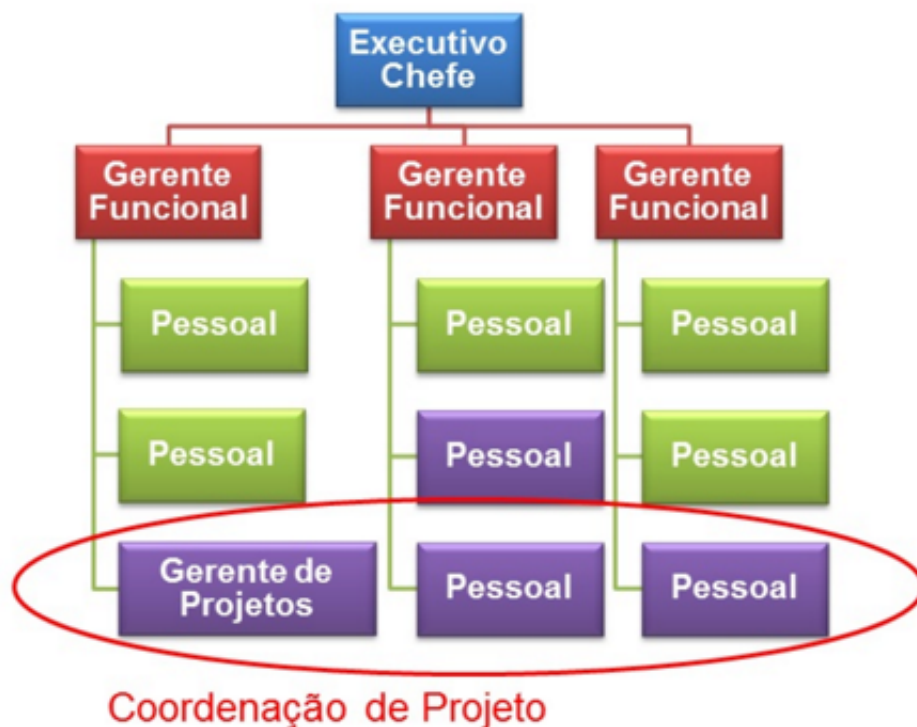 Executivo
Chefe
Gerente
Funcional
Gerente
Funcional
Gerente
Funcional
Pessoal
Pessoal
Pessoal
Pessoal
Pessoal
Pessoal
Gerente de
Projetos
Pessoal
Pessoal
Coordenação de Projeto